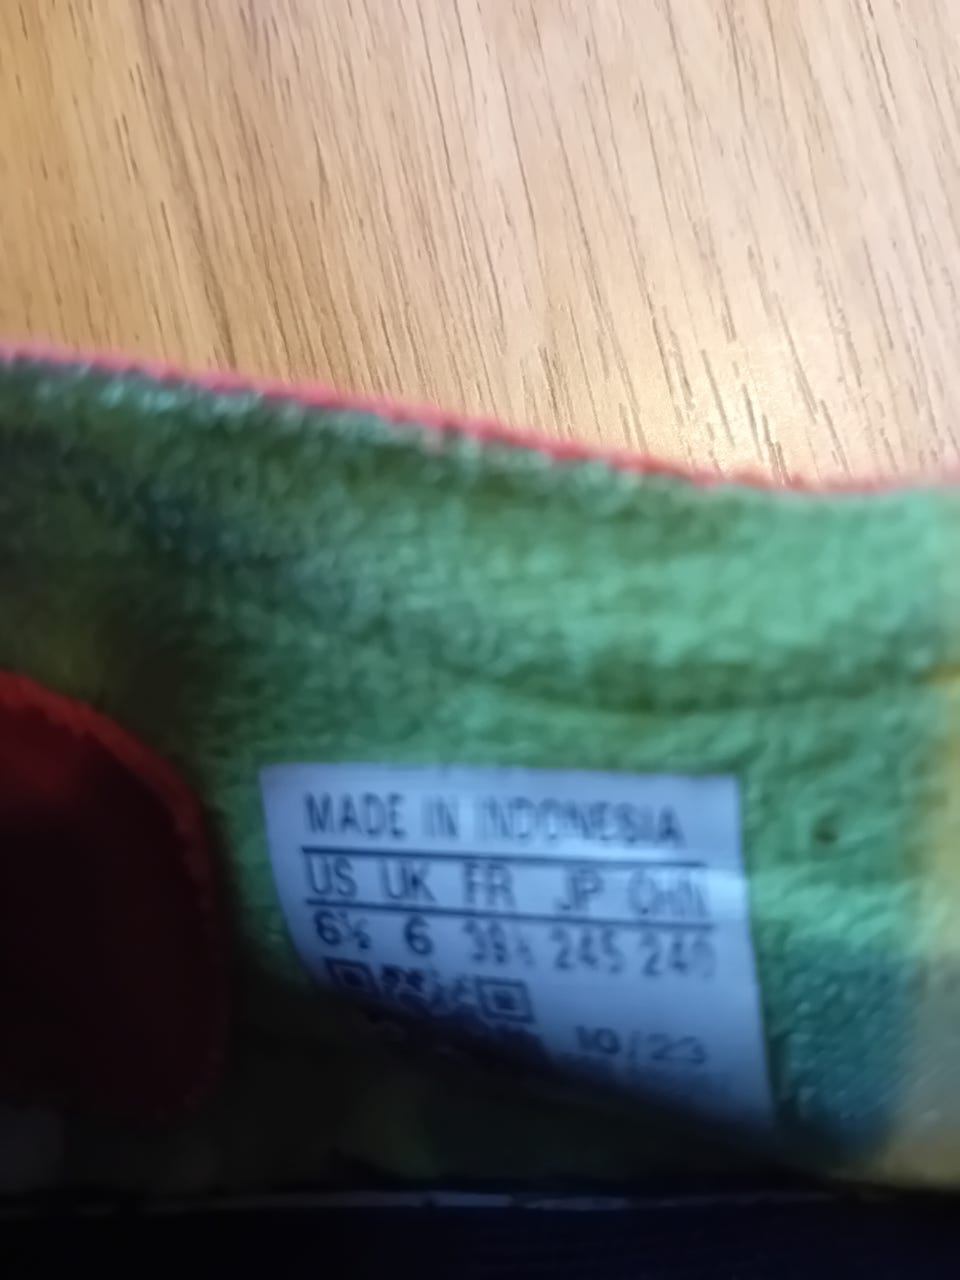 MADE IN INDONESIA
US UK FR JP CHN
6½ 6 39⅓ 245 240
10/23